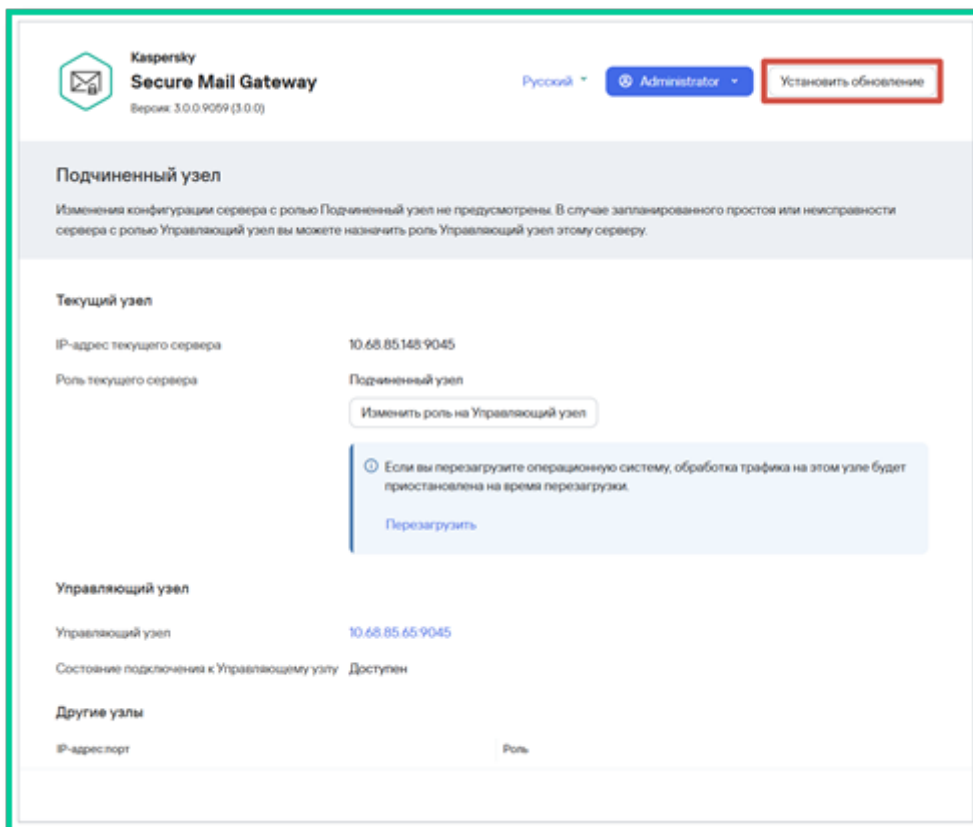 Kaspersky
Secure Mail Gateway
Версия: 3.0.0.9059 (3.0.0)
Русский
Administrator
Установить обновление
Подчиненный узел
Изменения конфигурации сервера с ролью Подчиненный узел не предусмотрены. В случае запланированного простоя или неисправности
сервера с ролью Управляющий узел вы можете назначить роль Управляющий узел этому серверу.
Текущий узел
IP-адрес текущего сервера
10.68.85.148:9045
Роль текущего сервера
Подчиненный узел
Изменить роль на Управляющий узел
Если вы перезагрузите операционную систему, обработка трафика на этом узле будет
приостановлена на время перезагрузки.
Перезагрузить
Управляющий узел
Управляющий узел
10.68.85.65:9045
Состояние подключения к Управляющему узлу
Доступен
Другие узлы
IP-адрес:порт
Роль